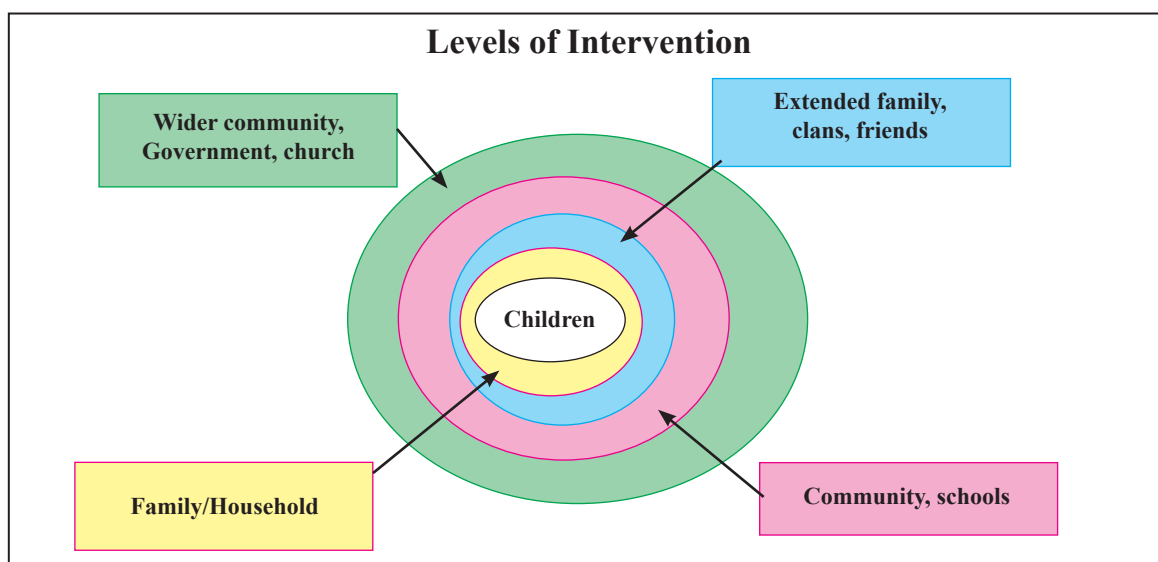 Levels of Intervention
Wider community,
Government, church
Extended family,
clans, friends
Children
Family/Household
Community, schools